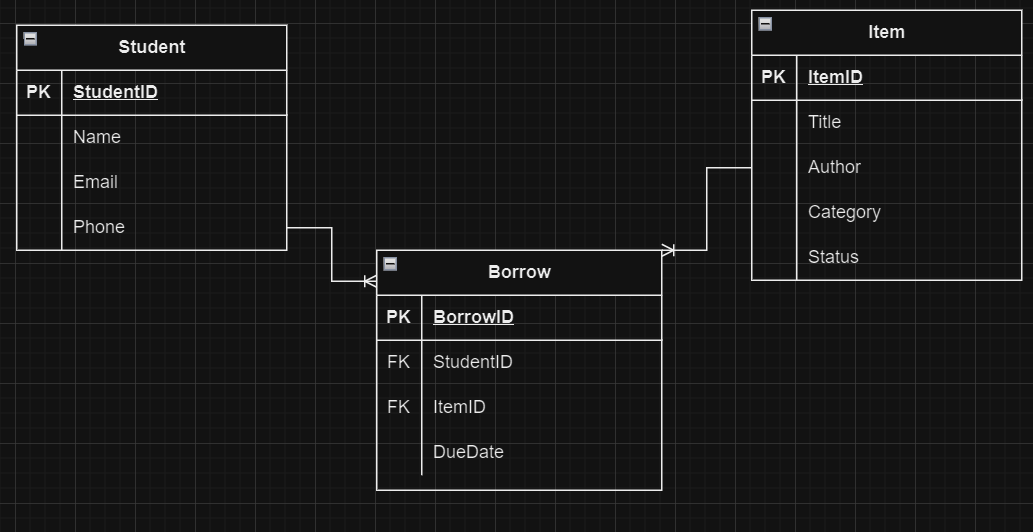 Student
PK StudentID
Name
Email
Phone
Item
PK ItemID
Title
Author
Category
Status
Borrow
PK BorrowID
FK StudentID
FK ItemID
DueDate